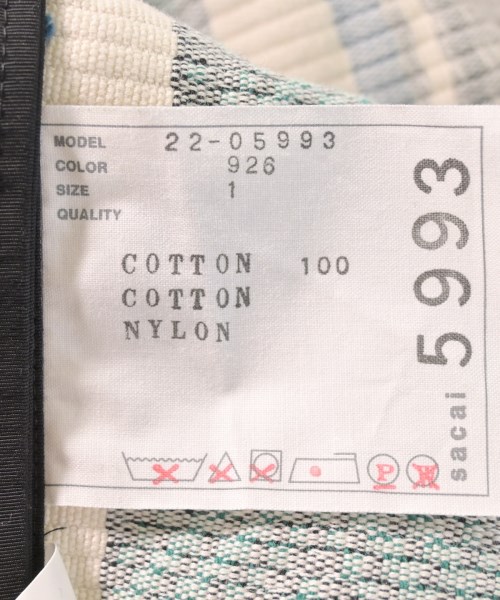 MODEL 22-05993
COLOR 926
SIZE 1
QUALITY
COTTON 100
COTTON
NYLON
P
W
sacai 5993